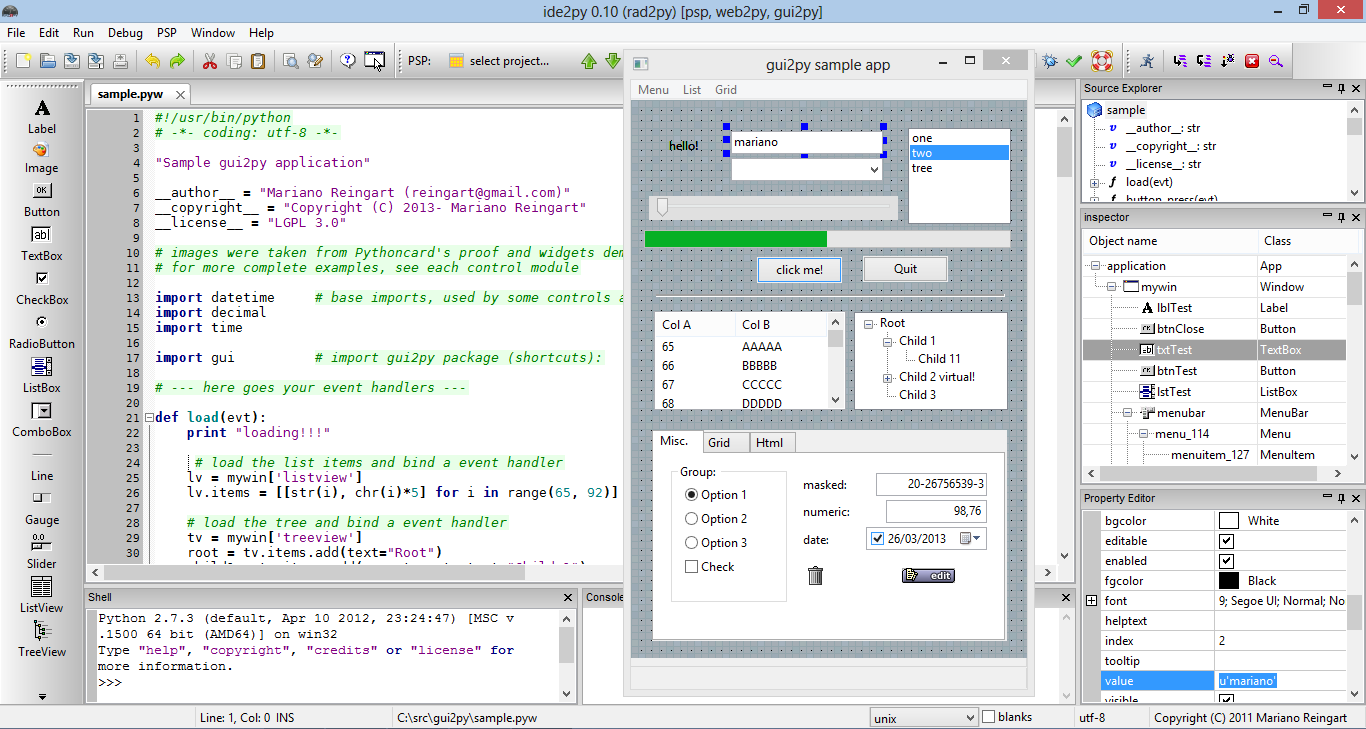 ide2py 0.10 (rad2py) [psp, web2py, gui2py]
File Edit Run Debug PSP Window Help
PSP: select project...
sample.pyw
Label
Image
Button
TextBox
CheckBox
RadioButton
ListBox
ComboBox
Line
Gauge
Slider
ListView
TreeView
1 #!/usr/bin/python
2 # -*- coding: utf-8 -*-
3
4 "Sample gui2py application"
5
6 __author__ = "Mariano Reingart (reingart@gmail.com)"
7 __copyright__ = "Copyright (C) 2013- Mariano Reingart"
8 __license__ = "LGPL 3.0"
9
10 # images were taken from Pythoncard's proof and widgets dem
11 # for more complete examples, see each control module
12
13 import datetime # base imports, used by some controls a
14 import decimal
15 import time
16
17 import gui # import gui2py package (shortcuts):
18
19 # --- here goes your event handlers ---
20
21 def load(evt):
22 print "loading!!!"
23
24 # load the list items and bind a event handler
25 lv = mywin['listview']
26 lv.items = [[str(i), chr(i)*5] for i in range(65, 92)]
27
28 # load the tree and bind a event handler
29 tv = mywin['treeview']
30 root = tv.items.add(text="Root")
Shell
Python 2.7.3 (default, Apr 10 2012, 23:24:47) [MSC v
.1500 64 bit (AMD64)] on win32
Type "help", "copyright", "credits" or "license" for
more information.
>>>
Console
gui2py sample app
Menu List Grid
hello!
mariano
one
two
tree
click me!
Quit
Col A Col B
65 AAAAA
66 BBBBB
67 CCCCC
68 DDDDD
Root
Child 1
Child 11
Child 2 virtual!
Child 3
Misc. Grid Html
Group:
Option 1
Option 2
Option 3
Check
masked: 20-26756539-3
numeric: 98,76
date: 26/03/2013
edit
Source Explorer
sample
v __author__: str
v __copyright__: str
v __license__: str
f load(evt)
f button_press(evt)
inspector
Object name Class
application App
mywin Window
lblTest Label
btnClose Button
txtTest TextBox
btnTest Button
lstTest ListBox
menubar MenuBar
menu_114 Menu
menuitem_127 MenuItem
Property Editor
bgcolor White
editable
enabled
fgcolor Black
font 9; Segoe UI; Normal; No
helptext
index 2
tooltip
value u'mariano'
visible
Line: 1, Col: 0 INS
C:\src\gui2py\sample.pyw
unix
blanks
utf-8
Copyright (C) 2011 Mariano Reingart